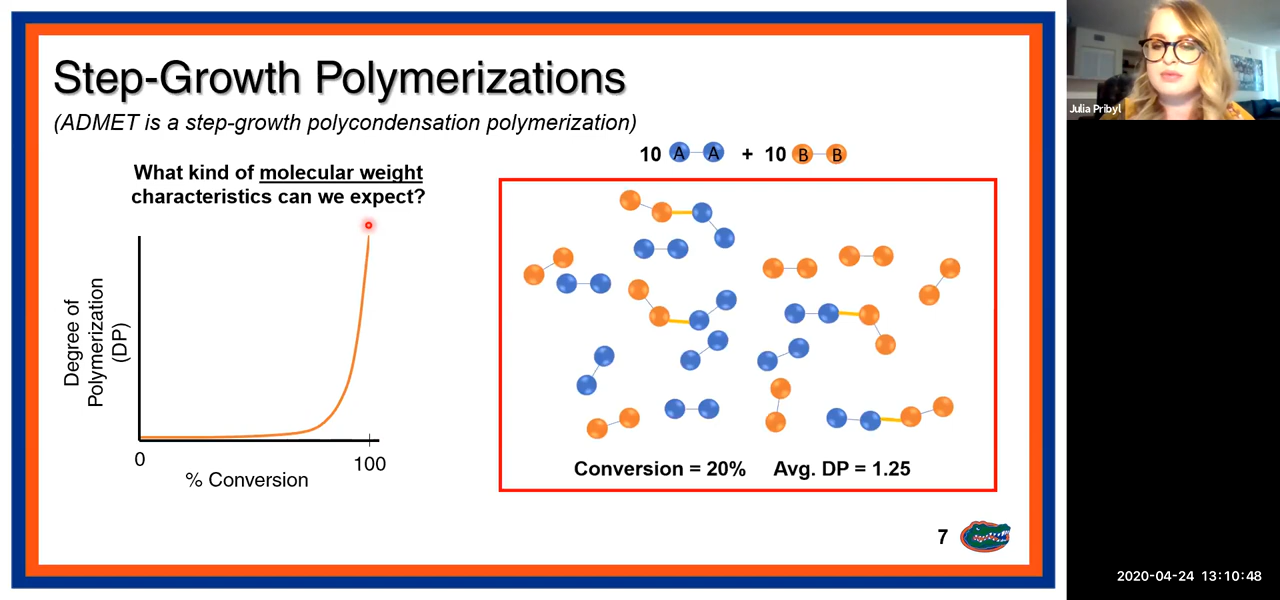 Step-Growth Polymerizations
(ADMET is a step-growth polycondensation polymerization)
What kind of molecular weight
characteristics can we expect?
10 A A + 10 B B
Degree of
Polymerization
(DP)
0
100
% Conversion
Conversion = 20% Avg. DP = 1.25
7
Julia Pribyl
2020-04-24 13:10:48